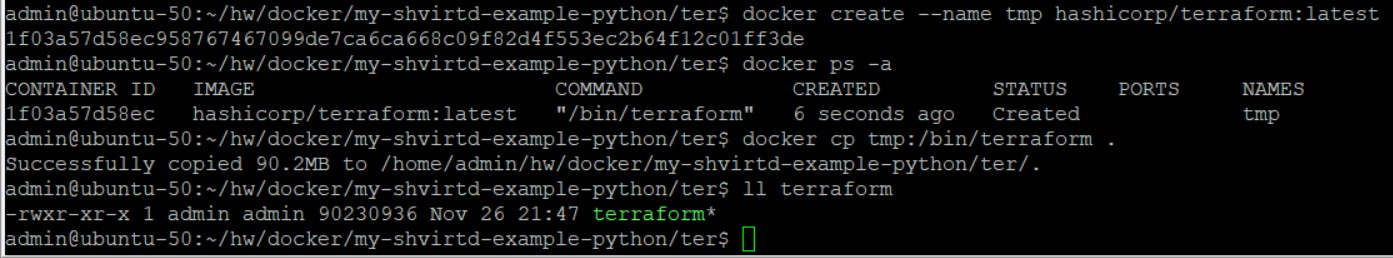 admin@ubuntu-50:~/hw/docker/my-shvirtd-example-python/ter$ docker create --name tmp hashicorp/terraform:latest
1f03a57d58ec958767467099de7ca6ca668c09f82d4f553ec2b64f12c01ff3de
admin@ubuntu-50:~/hw/docker/my-shvirtd-example-python/ter$ docker ps -a
CONTAINER ID   IMAGE                        COMMAND            CREATED         STATUS    PORTS     NAMES
1f03a57d58ec   hashicorp/terraform:latest   "/bin/terraform"   6 seconds ago   Created             tmp
admin@ubuntu-50:~/hw/docker/my-shvirtd-example-python/ter$ docker cp tmp:/bin/terraform .
Successfully copied 90.2MB to /home/admin/hw/docker/my-shvirtd-example-python/ter/.
admin@ubuntu-50:~/hw/docker/my-shvirtd-example-python/ter$ ll terraform
-rwxr-xr-x 1 admin admin 90230936 Nov 26 21:47 terraform*
admin@ubuntu-50:~/hw/docker/my-shvirtd-example-python/ter$